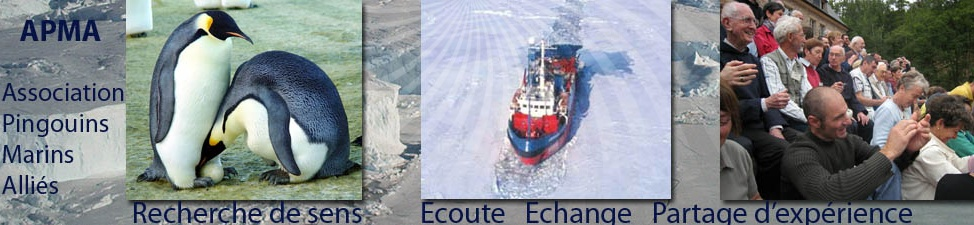 APMA
Association
Pingouins
Marins
Alliés
Recherche de sens Ecoute Echange Partage d'expérience